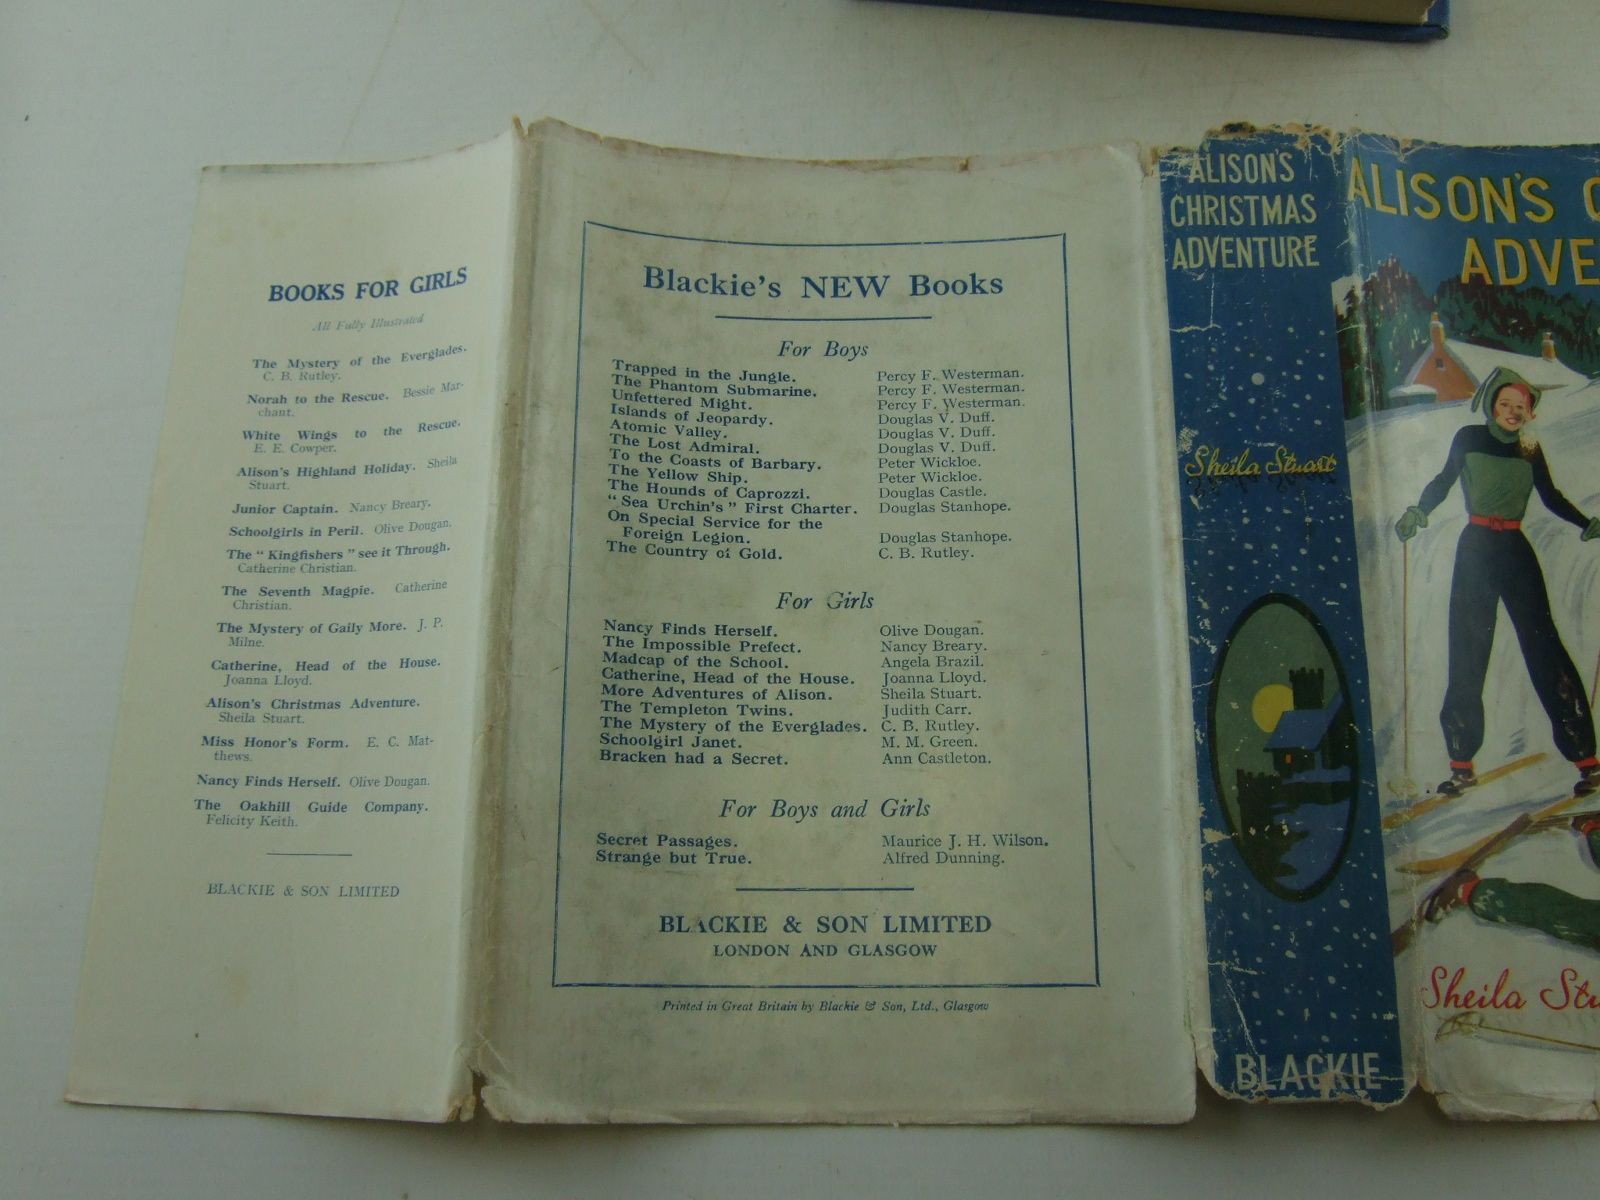 BOOKS FOR GIRLS
All Fully Illustrated
The Mystery of the Everglades.
C. B. Rutley.
Norah to the Rescue. Bessie Mar-
chant.
White Wings to the Rescue.
E. E. Cowper.
Alison's Highland Holiday. Sheila
Stuart.
Junior Captain. Nancy Breary.
Schoolgirls in Peril. Olive Dougan.
The "Kingfishers" see it Through.
Catherine Christian.
The Seventh Magpie. Catherine
Christian.
The Mystery of Gaily More. J. P.
Milne.
Catherine, Head of the House.
Joanna Lloyd.
Alison's Christmas Adventure.
Sheila Stuart.
Miss Honor's Form. E. C. Mat-
thews.
Nancy Finds Herself. Olive Dougan.
The Oakhill Guide Company.
Felicity Keith.
BLACKIE & SON LIMITED
Blackie's NEW Books
For Boys
Trapped in the Jungle. Percy F. Westerman.
The Phantom Submarine. Percy F. Westerman.
Unfettered Might. Percy F. Westerman.
Islands of Jeopardy. Douglas V. Duff.
Atomic Valley. Douglas V. Duff.
The Lost Admiral. Douglas V. Duff.
To the Coasts of Barbary. Peter Wickloe.
The Yellow Ship. Peter Wickloe.
The Hounds of Caprozzi. Douglas Castle.
"Sea Urchin's" First Charter. Douglas Stanhope.
On Special Service for the
Foreign Legion. Douglas Stanhope.
The Country of Gold. C. B. Rutley.
For Girls
Nancy Finds Herself. Olive Dougan.
The Impossible Prefect. Nancy Breary.
Madcap of the School. Angela Brazil.
Catherine, Head of the House. Joanna Lloyd.
More Adventures of Alison. Sheila Stuart.
The Templeton Twins. Judith Carr.
The Mystery of the Everglades. C. B. Rutley.
Schoolgirl Janet. M. M. Green.
Bracken had a Secret. Ann Castleton.
For Boys and Girls
Secret Passages. Maurice J. H. Wilson.
Strange but True. Alfred Dunning.
BLACKIE & SON LIMITED
LONDON AND GLASGOW
Printed in Great Britain by Blackie & Son, Ltd., Glasgow
ALISON'S
CHRISTMAS
ADVENTURE
Sheila Stuart
BLACKIE
ALISON'S C
ADVE
Sheila Stu